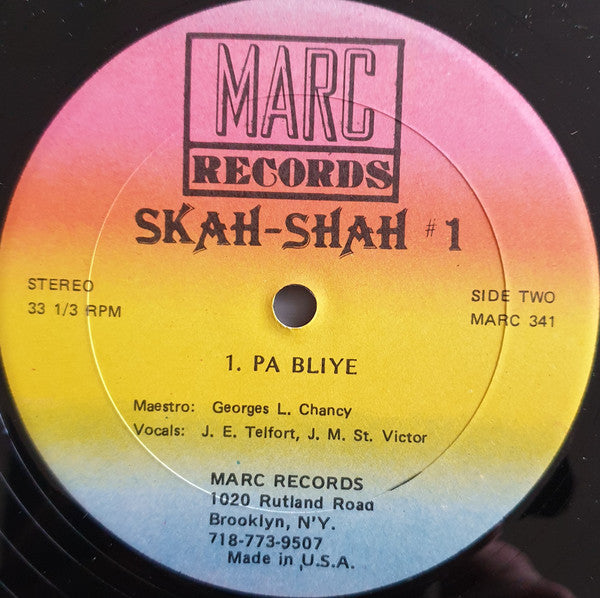 MARC
RECORDS
SKAH-SHAH #1
STEREO
33 1/3 RPM
SIDE TWO
MARC 341
1. PA BLIYE
Maestro: Georges L. Chancy
Vocals: J. E. Telfort, J. M. St. Victor
MARC RECORDS
1020 Rutland Road
Brooklyn, N'Y.
718-773-9507
Made in U.S.A.